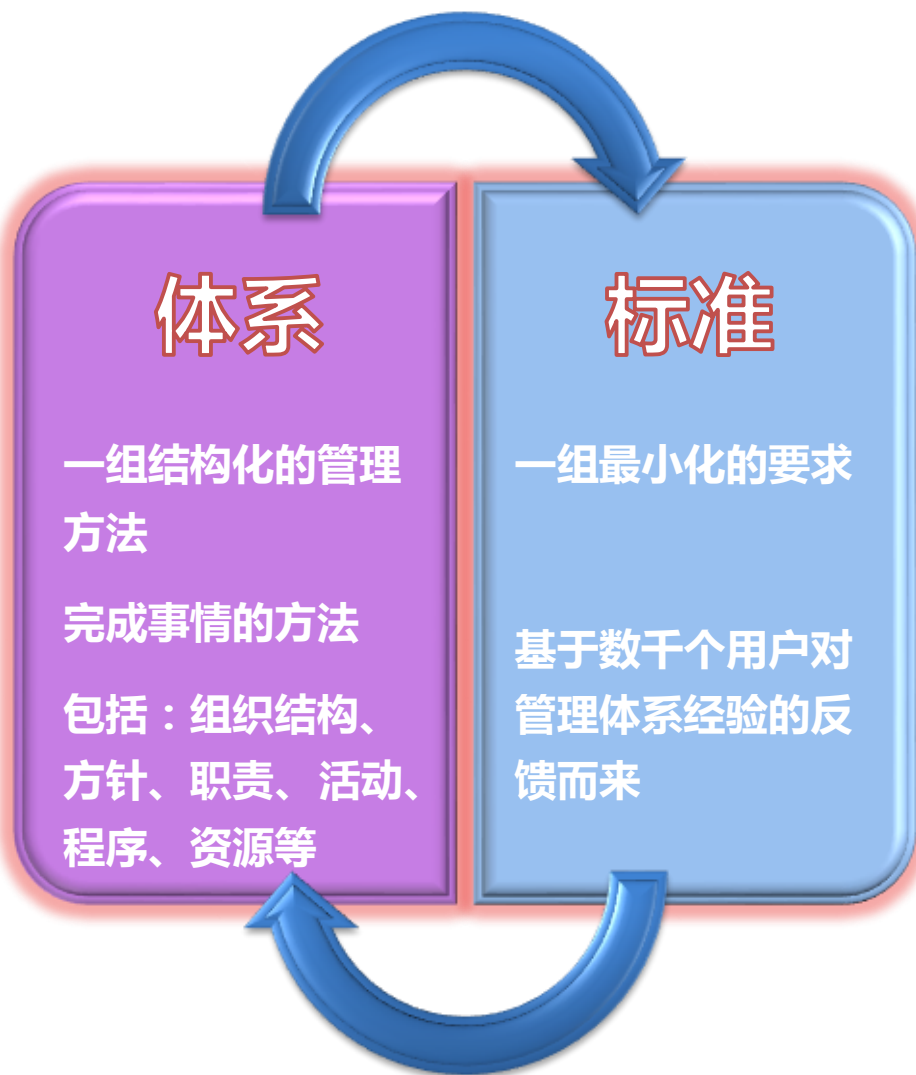 体系
一组结构化的管理
方法
完成事情的方法
包括：组织结构、
方针、职责、活动、
程序、资源等
标准
一组最小化的要求
基于数千个用户对
管理体系经验的反
馈而来